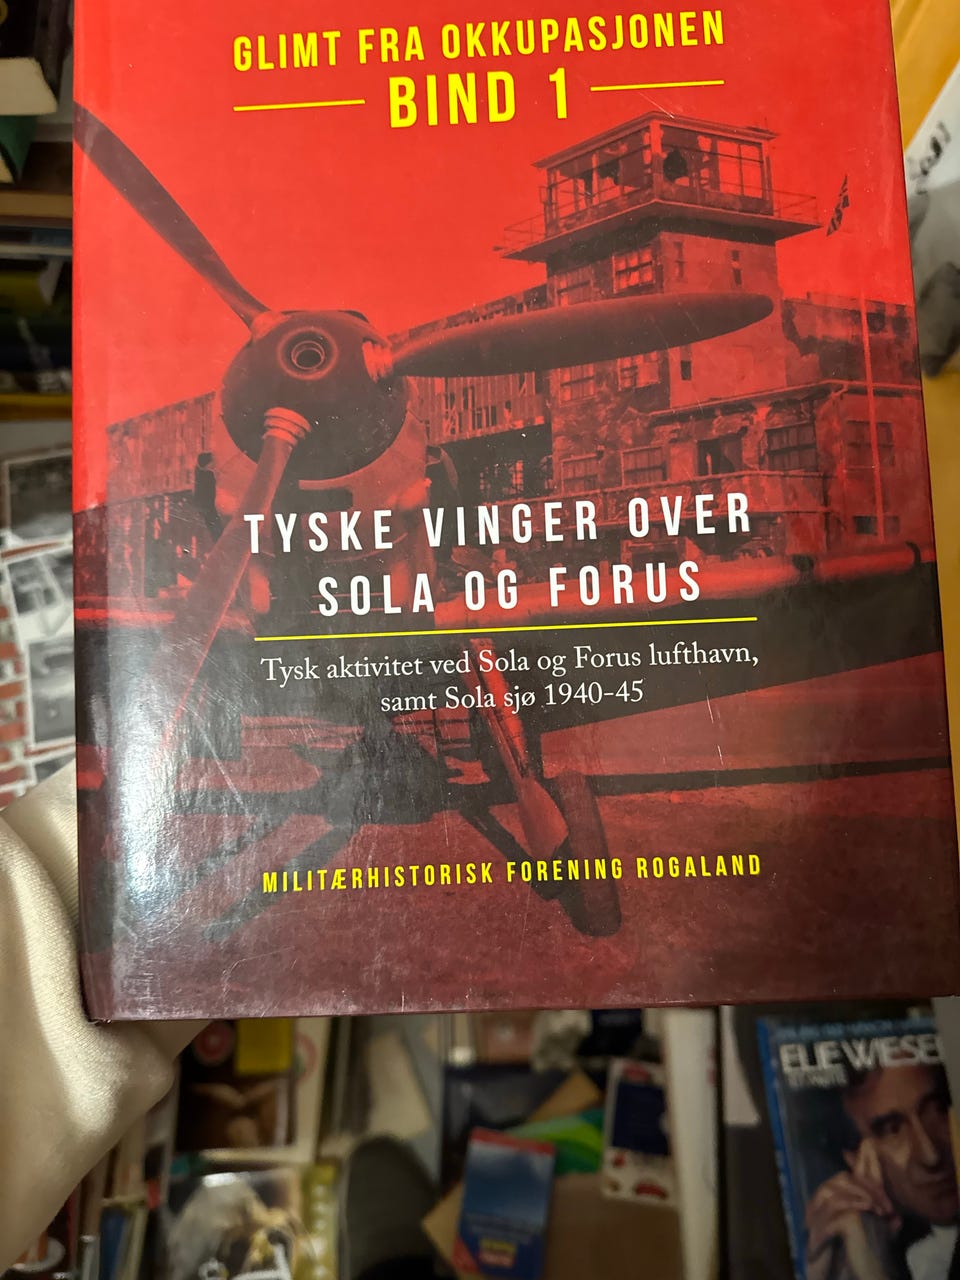 GLIMT FRA OKKUPASJONEN
BIND 1
TYSKE VINGER OVER
SOLA OG FORUS
Tysk aktivitet ved Sola og Forus lufthavn,
samt Sola sjø 1940-45
MILITÆRHISTORISK FORENING ROGALAND
ELIE WIESE